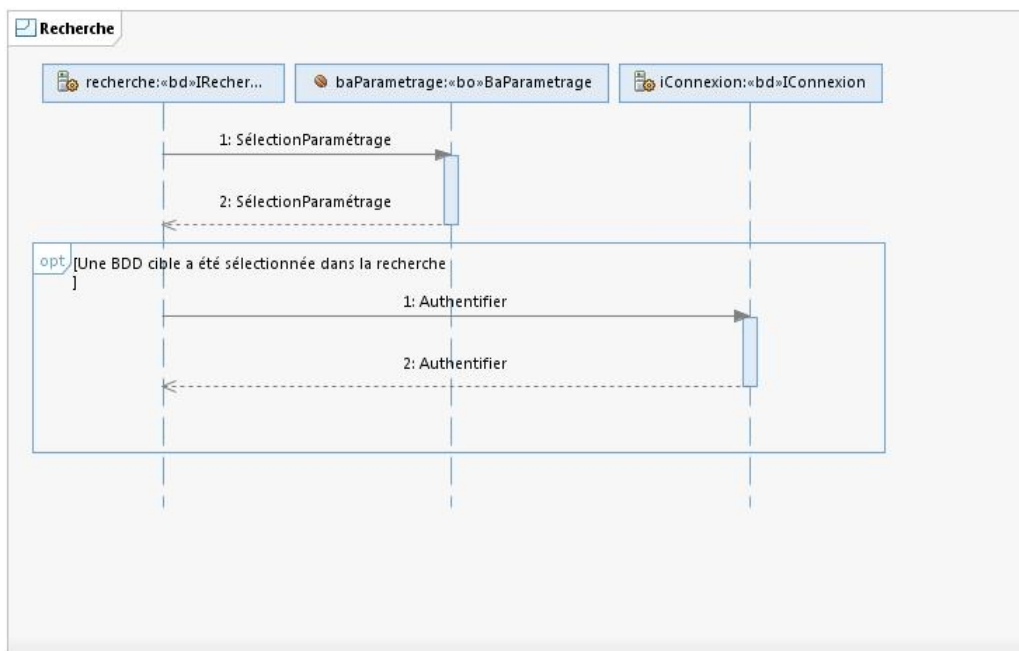 Recherche
recherche:«bd»IRecher...
baParametrage:«bo»BaParametrage
iConnexion:«bd»IConnexion
1: SélectionParamétrage
2: SélectionParamétrage
opt
[Une BDD cible a été sélectionnée dans la recherche
]
1: Authentifier
2: Authentifier